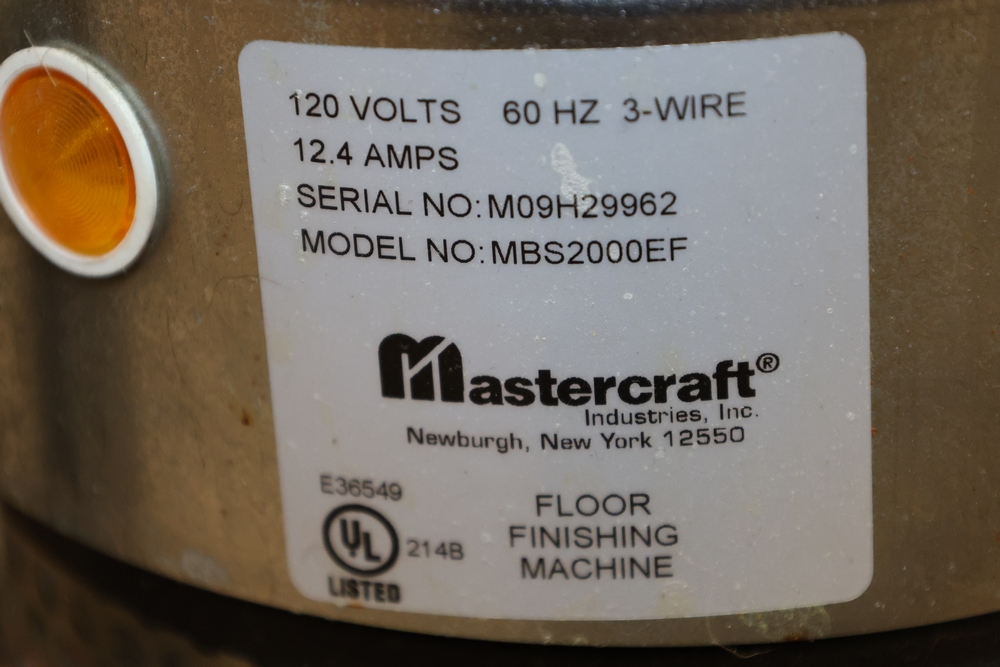 120 VOLTS 60 HZ 3-WIRE
12.4 AMPS
SERIAL NO: M09H29962
MODEL NO: MBS2000EF
Mastercraft®
Industries, Inc.
Newburgh, New York 12550
E36549
UL 214B
LISTED
FLOOR
FINISHING
MACHINE